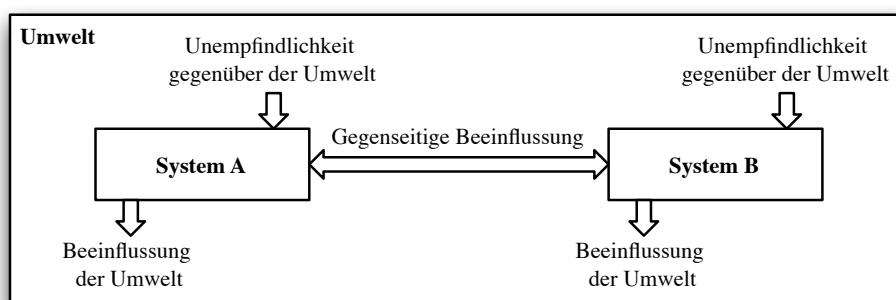 Umwelt
Unempfindlichkeit
gegenüber der Umwelt
Unempfindlichkeit
gegenüber der Umwelt
Gegenseitige Beeinflussung
System A
System B
Beeinflussung
der Umwelt
Beeinflussung
der Umwelt